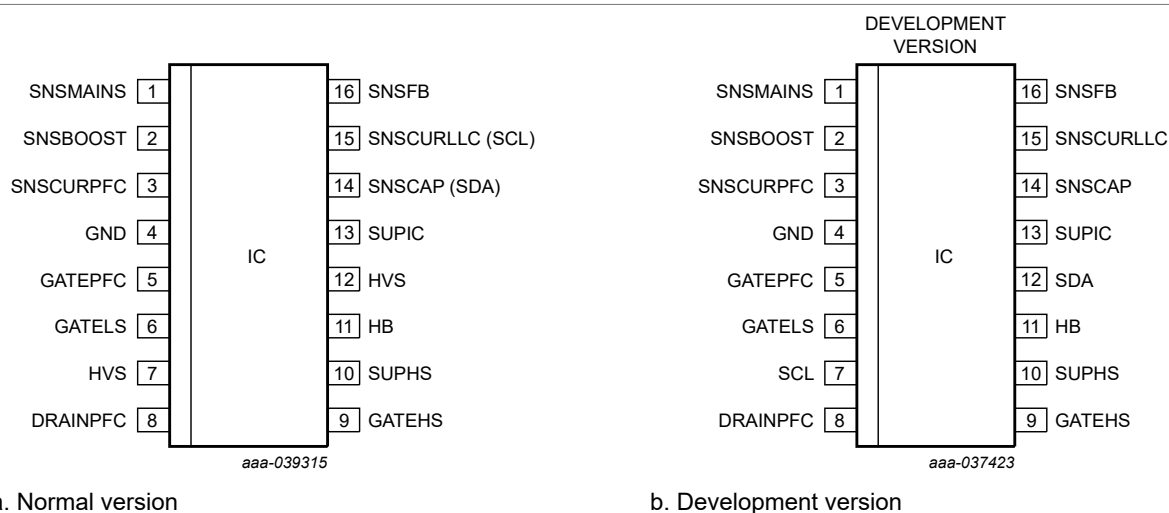 SNSMAINS 1
SNSBOOST 2
SNSCURPFC 3
GND 4
GATEPFC 5
GATELS 6
HVS 7
DRAINPFC 8
IC
16 SNSFB
15 SNSCURLLC (SCL)
14 SNSCAP (SDA)
13 SUPIC
12 HVS
11 HB
10 SUPHS
9 GATEHS
aaa-039315
a. Normal version
DEVELOPMENT
VERSION
SNSMAINS 1
SNSBOOST 2
SNSCURPFC 3
GND 4
GATEPFC 5
GATELS 6
SCL 7
DRAINPFC 8
IC
16 SNSFB
15 SNSCURLLC
14 SNSCAP
13 SUPIC
12 SDA
11 HB
10 SUPHS
9 GATEHS
aaa-037423
b. Development version